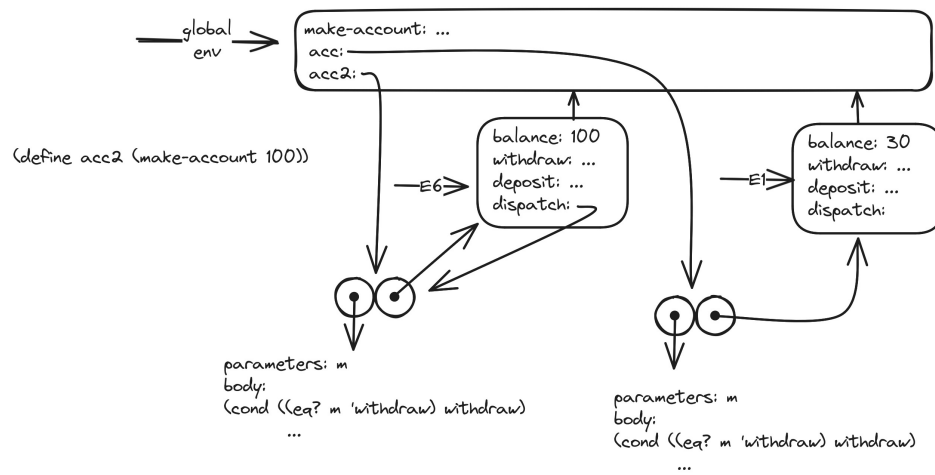 global
env
make-account: ...
acc:
acc2:
(define acc2 (make-account 100))
E6
balance: 100
withdraw: ...
deposit: ...
dispatch:
E1
balance: 30
withdraw: ...
deposit: ...
dispatch:
parameters: m
body:
(cond ((eq? m 'withdraw) withdraw)
...
parameters: m
body:
(cond ((eq? m 'withdraw) withdraw)
...